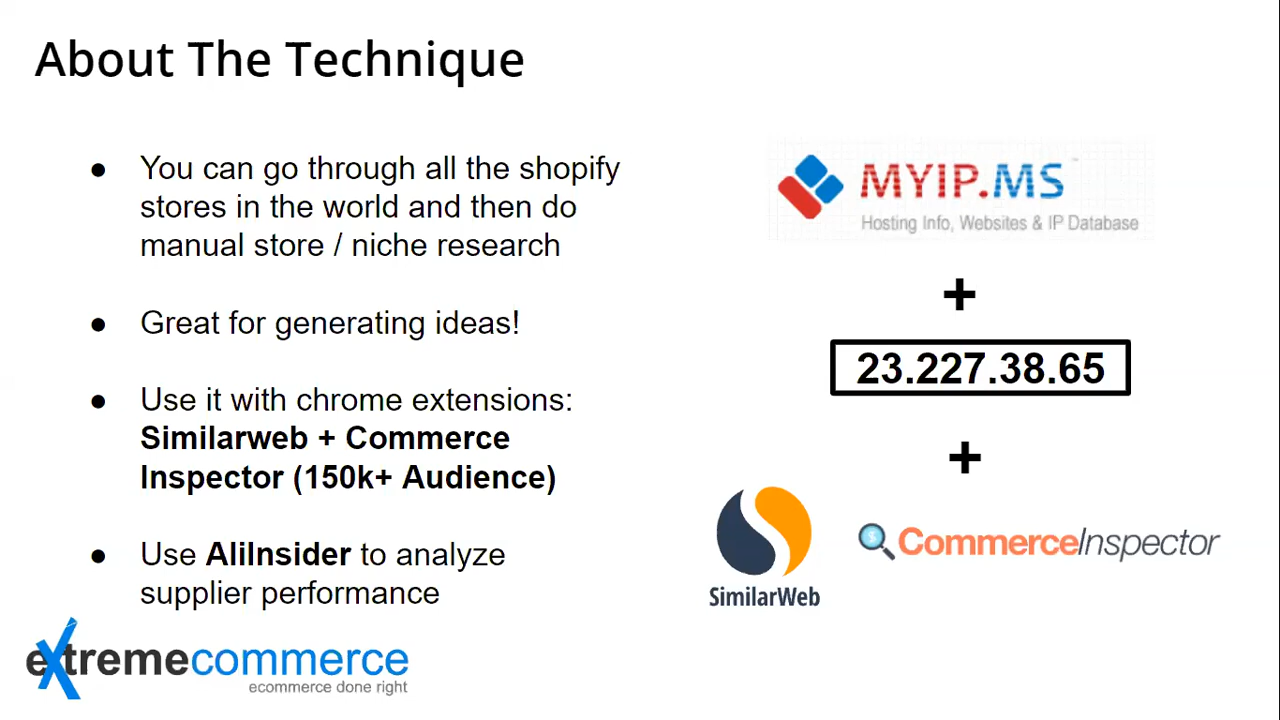 About The Technique
● You can go through all the shopify
stores in the world and then do
manual store / niche research
● Great for generating ideas!
● Use it with chrome extensions:
Similarweb + Commerce
Inspector (150k+ Audience)
● Use AliInsider to analyze
supplier performance
extremecommerce
ecommerce done right
MYIP.MS
Hosting Info, Websites & IP Database
+
23.227.38.65
+
SimilarWeb
CommerceInspector